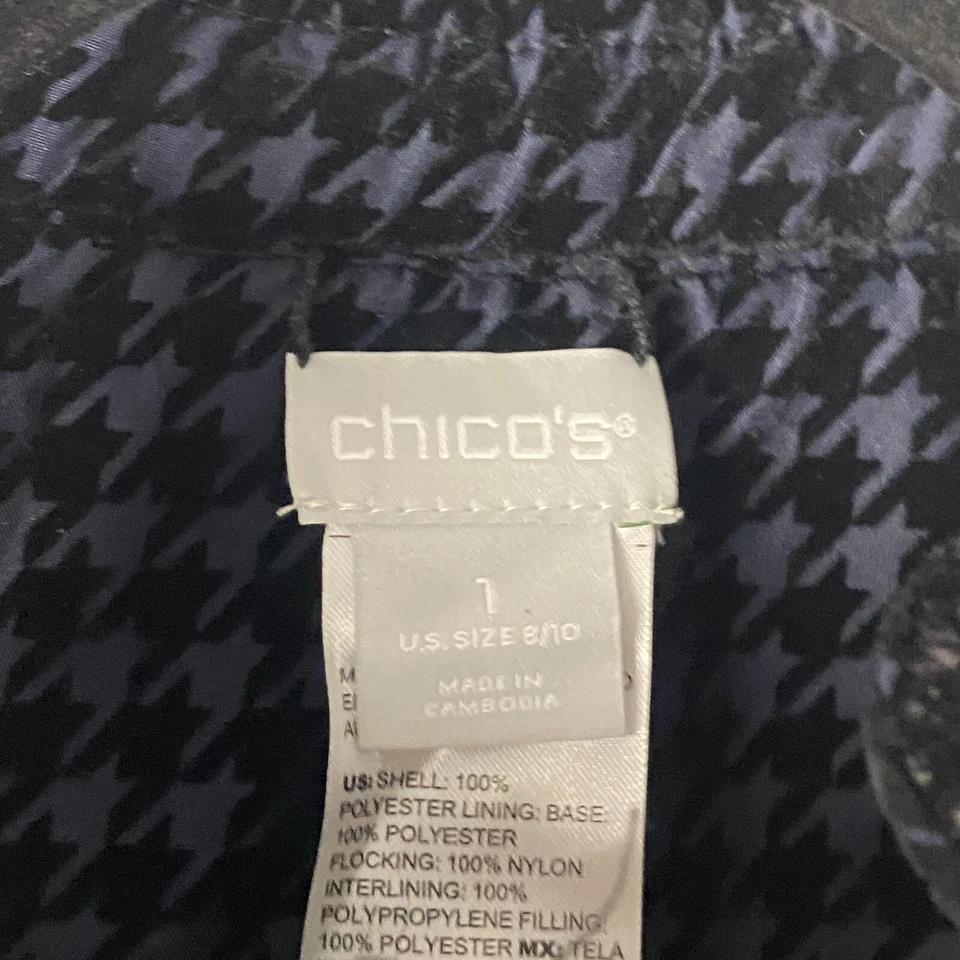 chico's®
1
U.S. SIZE 8/10
MADE IN
CAMBODIA
US: SHELL: 100%
POLYESTER LINING: BASE:
100% POLYESTER
FLOCKING: 100% NYLON
INTERLINING: 100%
POLYPROPYLENE FILLING:
100% POLYESTER MX: TELA